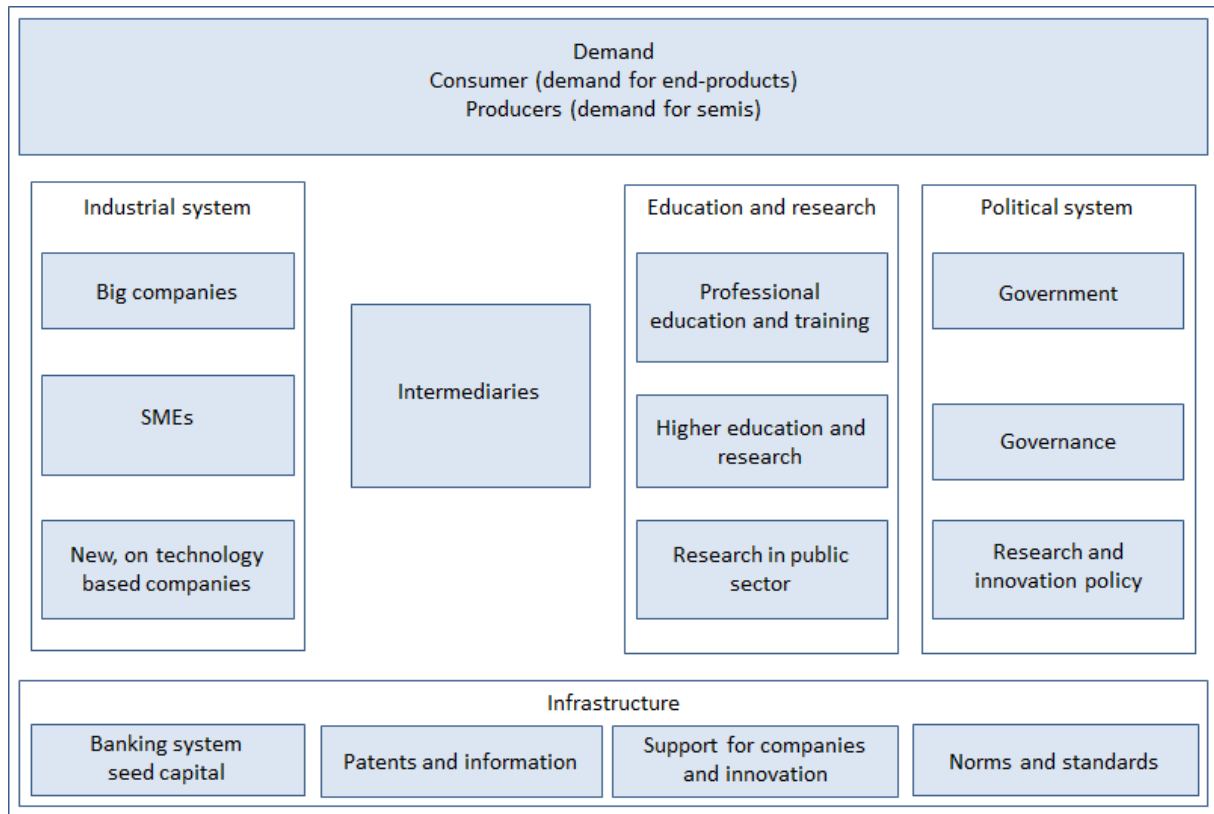 Demand
Consumer (demand for end-products)
Producers (demand for semis)
Industrial system
Big companies
SMEs
New, on technology
based companies
Intermediaries
Education and research
Professional
education and training
Higher education and
research
Research in public
sector
Political system
Government
Governance
Research and
innovation policy
Infrastructure
Banking system
seed capital
Patents and information
Support for companies
and innovation
Norms and standards